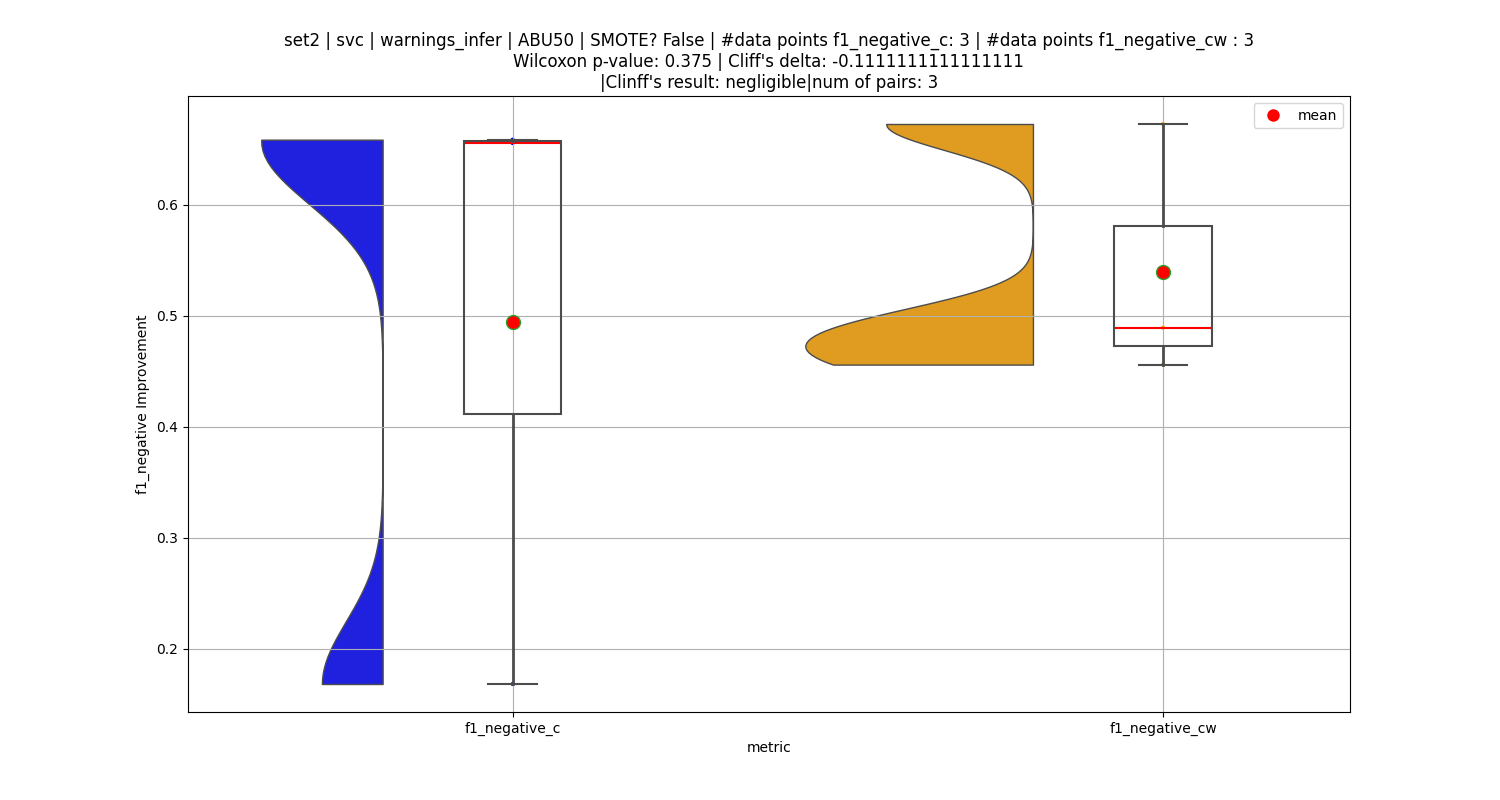 set2 | svc | warnings_infer | ABU50 | SMOTE? False | #data points f1_negative_c: 3 | #data points f1_negative_cw : 3
Wilcoxon p-value: 0.375 | Cliff's delta: -0.1111111111111111
|Clinff's result: negligible|num of pairs: 3
mean
0.6
0.5
0.4
0.3
0.2
f1_negative Improvement
f1_negative_c
f1_negative_cw
metric